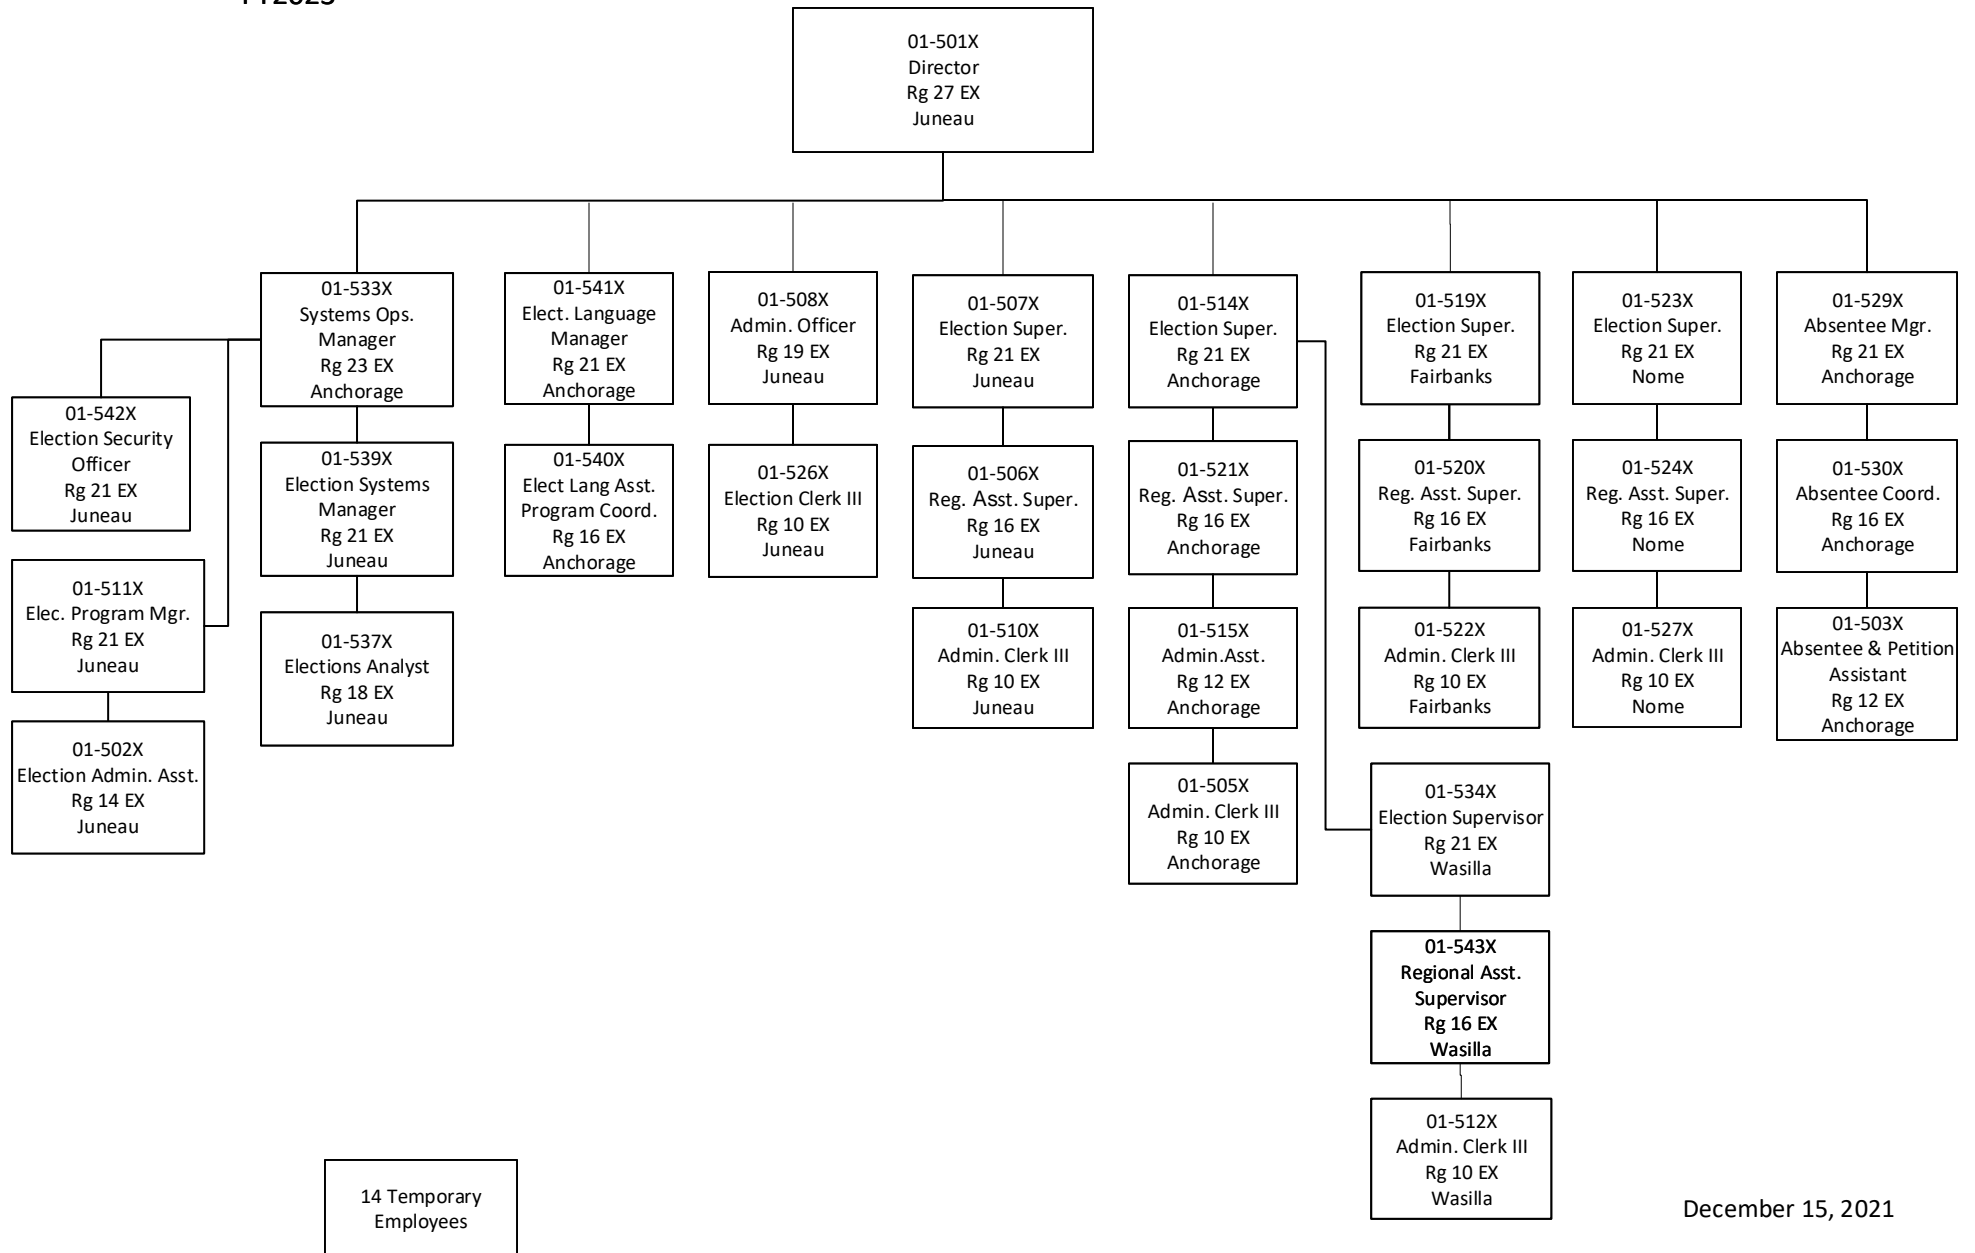 01-501X
Director
Rg 27 EX
Juneau
01-533X
Systems Ops.
Manager
Rg 23 EX
Anchorage
01-541X
Elect. Language
Manager
Rg 21 EX
Anchorage
01-508X
Admin. Officer
Rg 19 EX
Juneau
01-507X
Election Super.
Rg 21 EX
Juneau
01-514X
Election Super.
Rg 21 EX
Anchorage
01-519X
Election Super.
Rg 21 EX
Fairbanks
01-523X
Election Super.
Rg 21 EX
Nome
01-529X
Absentee Mgr.
Rg 21 EX
Anchorage
01-542X
Election Security
Officer
Rg 21 EX
Juneau
01-539X
Election Systems
Manager
Rg 21 EX
Juneau
01-540X
Elect Lang Asst.
Program Coord.
Rg 16 EX
Anchorage
01-526X
Election Clerk III
Rg 10 EX
Juneau
01-506X
Reg. Asst. Super.
Rg 16 EX
Juneau
01-521X
Reg. Asst. Super.
Rg 16 EX
Anchorage
01-520X
Reg. Asst. Super.
Rg 16 EX
Fairbanks
01-524X
Reg. Asst. Super.
Rg 16 EX
Nome
01-530X
Absentee Coord.
Rg 16 EX
Anchorage
01-511X
Elec. Program Mgr.
Rg 21 EX
Juneau
01-537X
Elections Analyst
Rg 18 EX
Juneau
01-510X
Admin. Clerk III
Rg 10 EX
Juneau
01-515X
Admin.Asst.
Rg 12 EX
Anchorage
01-522X
Admin. Clerk III
Rg 10 EX
Fairbanks
01-527X
Admin. Clerk III
Rg 10 EX
Nome
01-503X
Absentee & Petition
Assistant
Rg 12 EX
Anchorage
01-502X
Election Admin. Asst.
Rg 14 EX
Juneau
01-505X
Admin. Clerk III
Rg 10 EX
Anchorage
01-534X
Election Supervisor
Rg 21 EX
Wasilla
01-543X
Regional Asst.
Supervisor
Rg 16 EX
Wasilla
01-512X
Admin. Clerk III
Rg 10 EX
Wasilla
14 Temporary
Employees
December 15, 2021